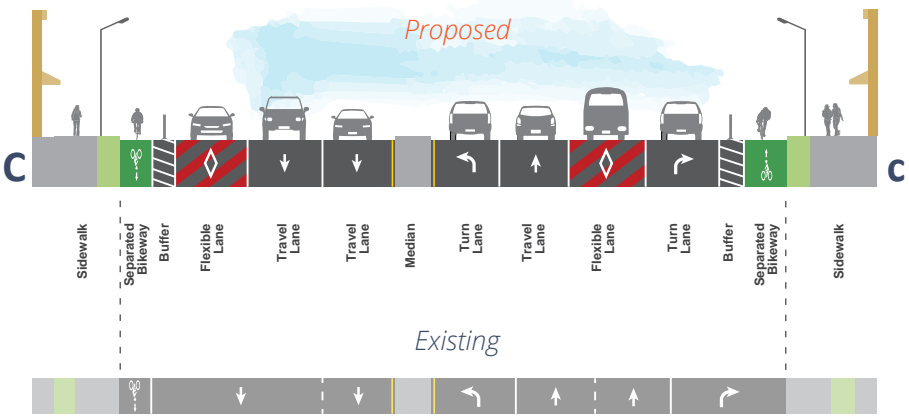 Proposed
C
c
Sidewalk
Separated
Bikeway
Buffer
Flexible
Lane
Travel
Lane
Travel
Lane
Median
Turn
Lane
Travel
Lane
Flexible
Lane
Turn
Lane
Buffer
Separated
Bikeway
Sidewalk
Existing